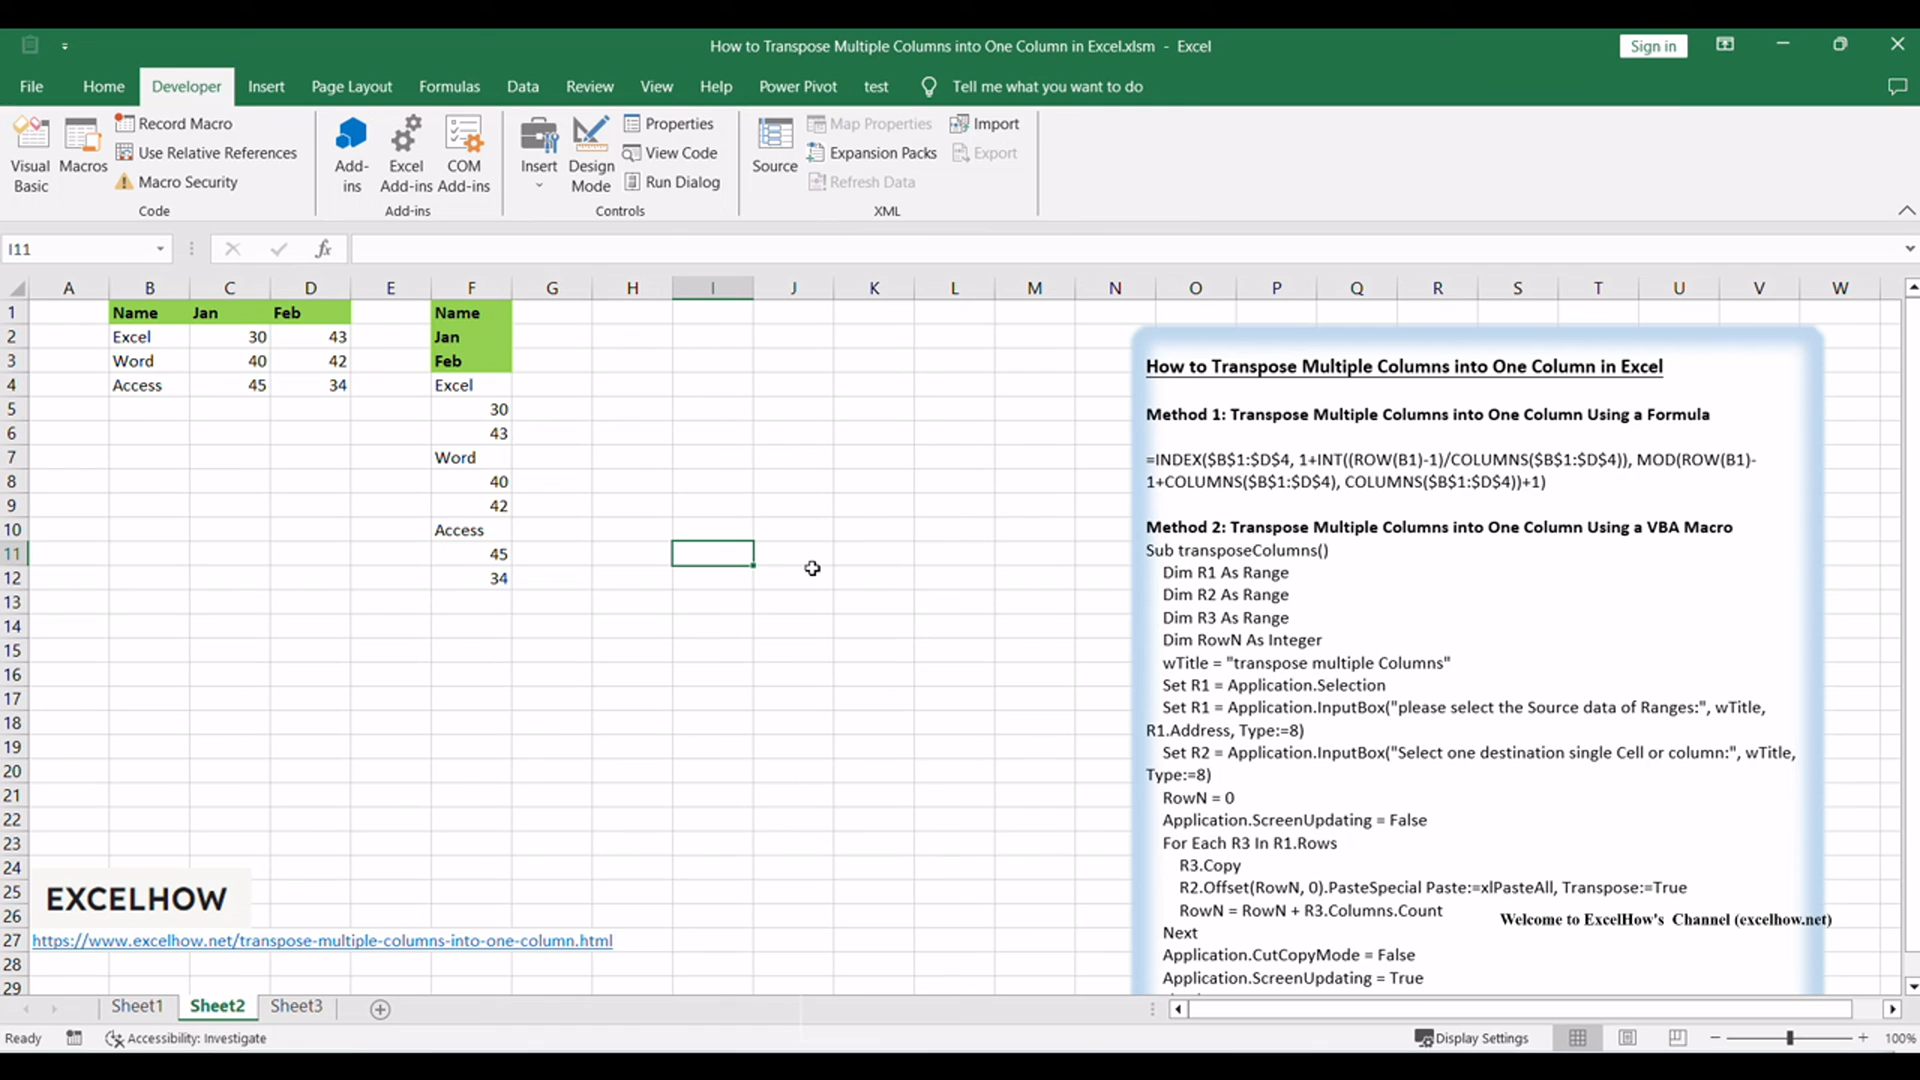 How to Transpose Multiple Columns into One Column in Excel.xlsm - Excel
Sign in
File Home Developer Insert Page Layout Formulas Data Review View Help Power Pivot test Tell me what you want to do
Visual Basic
Macros
Record Macro
Use Relative References
Macro Security
Code
Add-ins
Excel Add-ins
COM Add-ins
Add-ins
Insert
Design Mode
Properties
View Code
Run Dialog
Controls
Source
Map Properties
Expansion Packs
Refresh Data
Import
Export
XML
I11
fx
A B C D E F G H I J K L M N O P Q R S T U V W
1 Name Jan Feb Name
2 Excel 30 43 Jan
3 Word 40 42 Feb
4 Access 45 34 Excel
5 30
6 43
7 Word
8 40
9 42
10 Access
11 45
12 34
13
14
15
16
17
18
19
20
21
22
23
24
25
26
27
28
29
How to Transpose Multiple Columns into One Column in Excel
Method 1: Transpose Multiple Columns into One Column Using a Formula
=INDEX($B$1:$D$4, 1+INT((ROW(B1)-1)/COLUMNS($B$1:$D$4)), MOD(ROW(B1)-
1+COLUMNS($B$1:$D$4), COLUMNS($B$1:$D$4))+1)
Method 2: Transpose Multiple Columns into One Column Using a VBA Macro
Sub transposeColumns()
Dim R1 As Range
Dim R2 As Range
Dim R3 As Range
Dim RowN As Integer
wTitle = "transpose multiple Columns"
Set R1 = Application.Selection
Set R1 = Application.InputBox("please select the Source data of Ranges:", wTitle,
R1.Address, Type:=8)
Set R2 = Application.InputBox("Select one destination single Cell or column:", wTitle,
Type:=8)
RowN = 0
Application.ScreenUpdating = False
For Each R3 In R1.Rows
R3.Copy
R2.Offset(RowN, 0).PasteSpecial Paste:=xlPasteAll, Transpose:=True
RowN = RowN + R3.Columns.Count
Next
Application.CutCopyMode = False
Application.ScreenUpdating = True
Welcome to ExcelHow's Channel (excelhow.net)
EXCELHOW
https://www.excelhow.net/transpose-multiple-columns-into-one-column.html
Sheet1 Sheet2 Sheet3
Ready Accessibility: Investigate Display Settings 100%